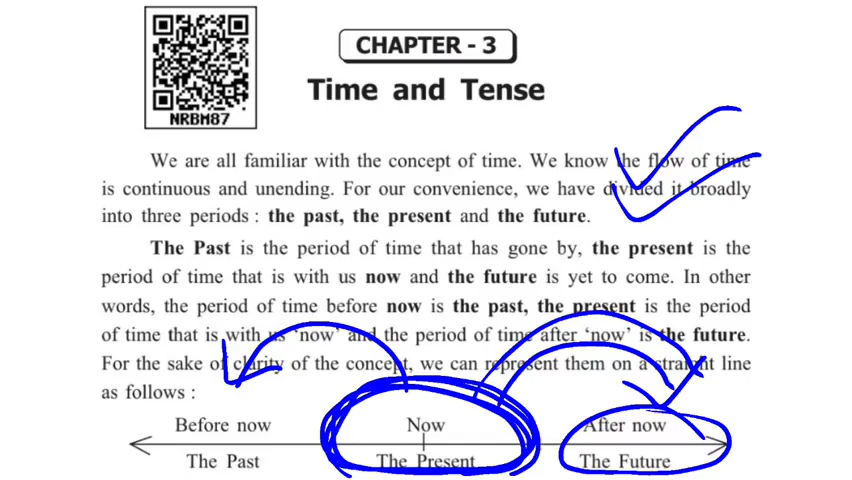 NRBM87
CHAPTER - 3
Time and Tense
We are all familiar with the concept of time. We know the flow of time
is continuous and unending. For our convenience, we have divided it broadly
into three periods : the past, the present and the future.
The Past is the period of time that has gone by, the present is the
period of time that is with us now and the future is yet to come. In other
words, the period of time before now is the past, the present is the period
of time that is with us ‘now’ and the period of time after ‘now’ is the future.
For the sake of clarity of the concept, we can represent them on a straight line
as follows :
Before now Now After now
The Past The Present The Future